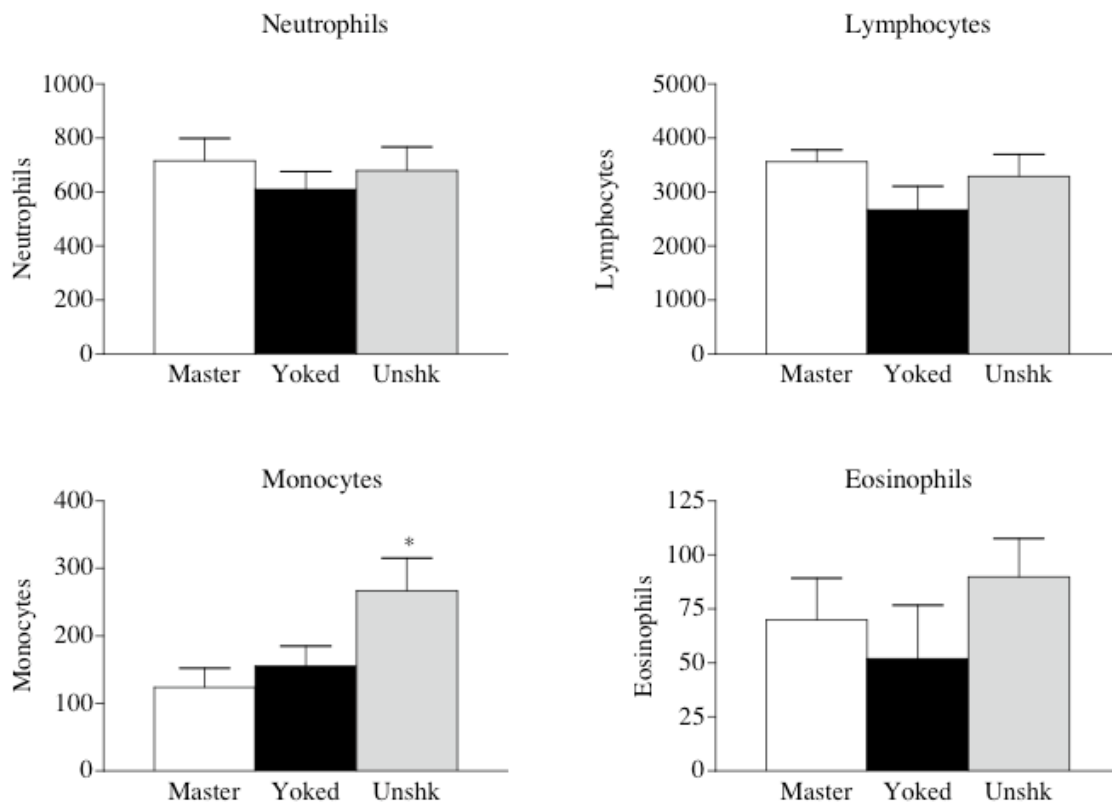 Neutrophils
1000
800
600
400
200
0
Neutrophils
Master Yoked Unshk
Lymphocytes
5000
4000
3000
2000
1000
0
Lymphocytes
Master Yoked Unshk
Monocytes
400
300
200
100
0
Monocytes
*
Master Yoked Unshk
Eosinophils
125
100
75
50
25
0
Eosinophils
Master Yoked Unshk